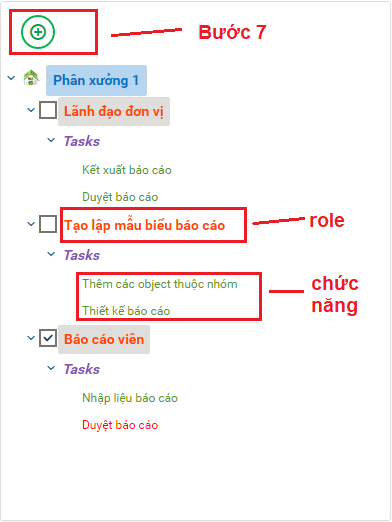 Bước 7
Phân xưởng 1
Lãnh đạo đơn vị
Tasks
Kết xuất báo cáo
Duyệt báo cáo
Tạo lập mẫu biểu báo cáo
role
Tasks
Thêm các object thuộc nhóm
chức
năng
Thiết kế báo cáo
Báo cáo viên
Tasks
Nhập liệu báo cáo
Duyệt báo cáo